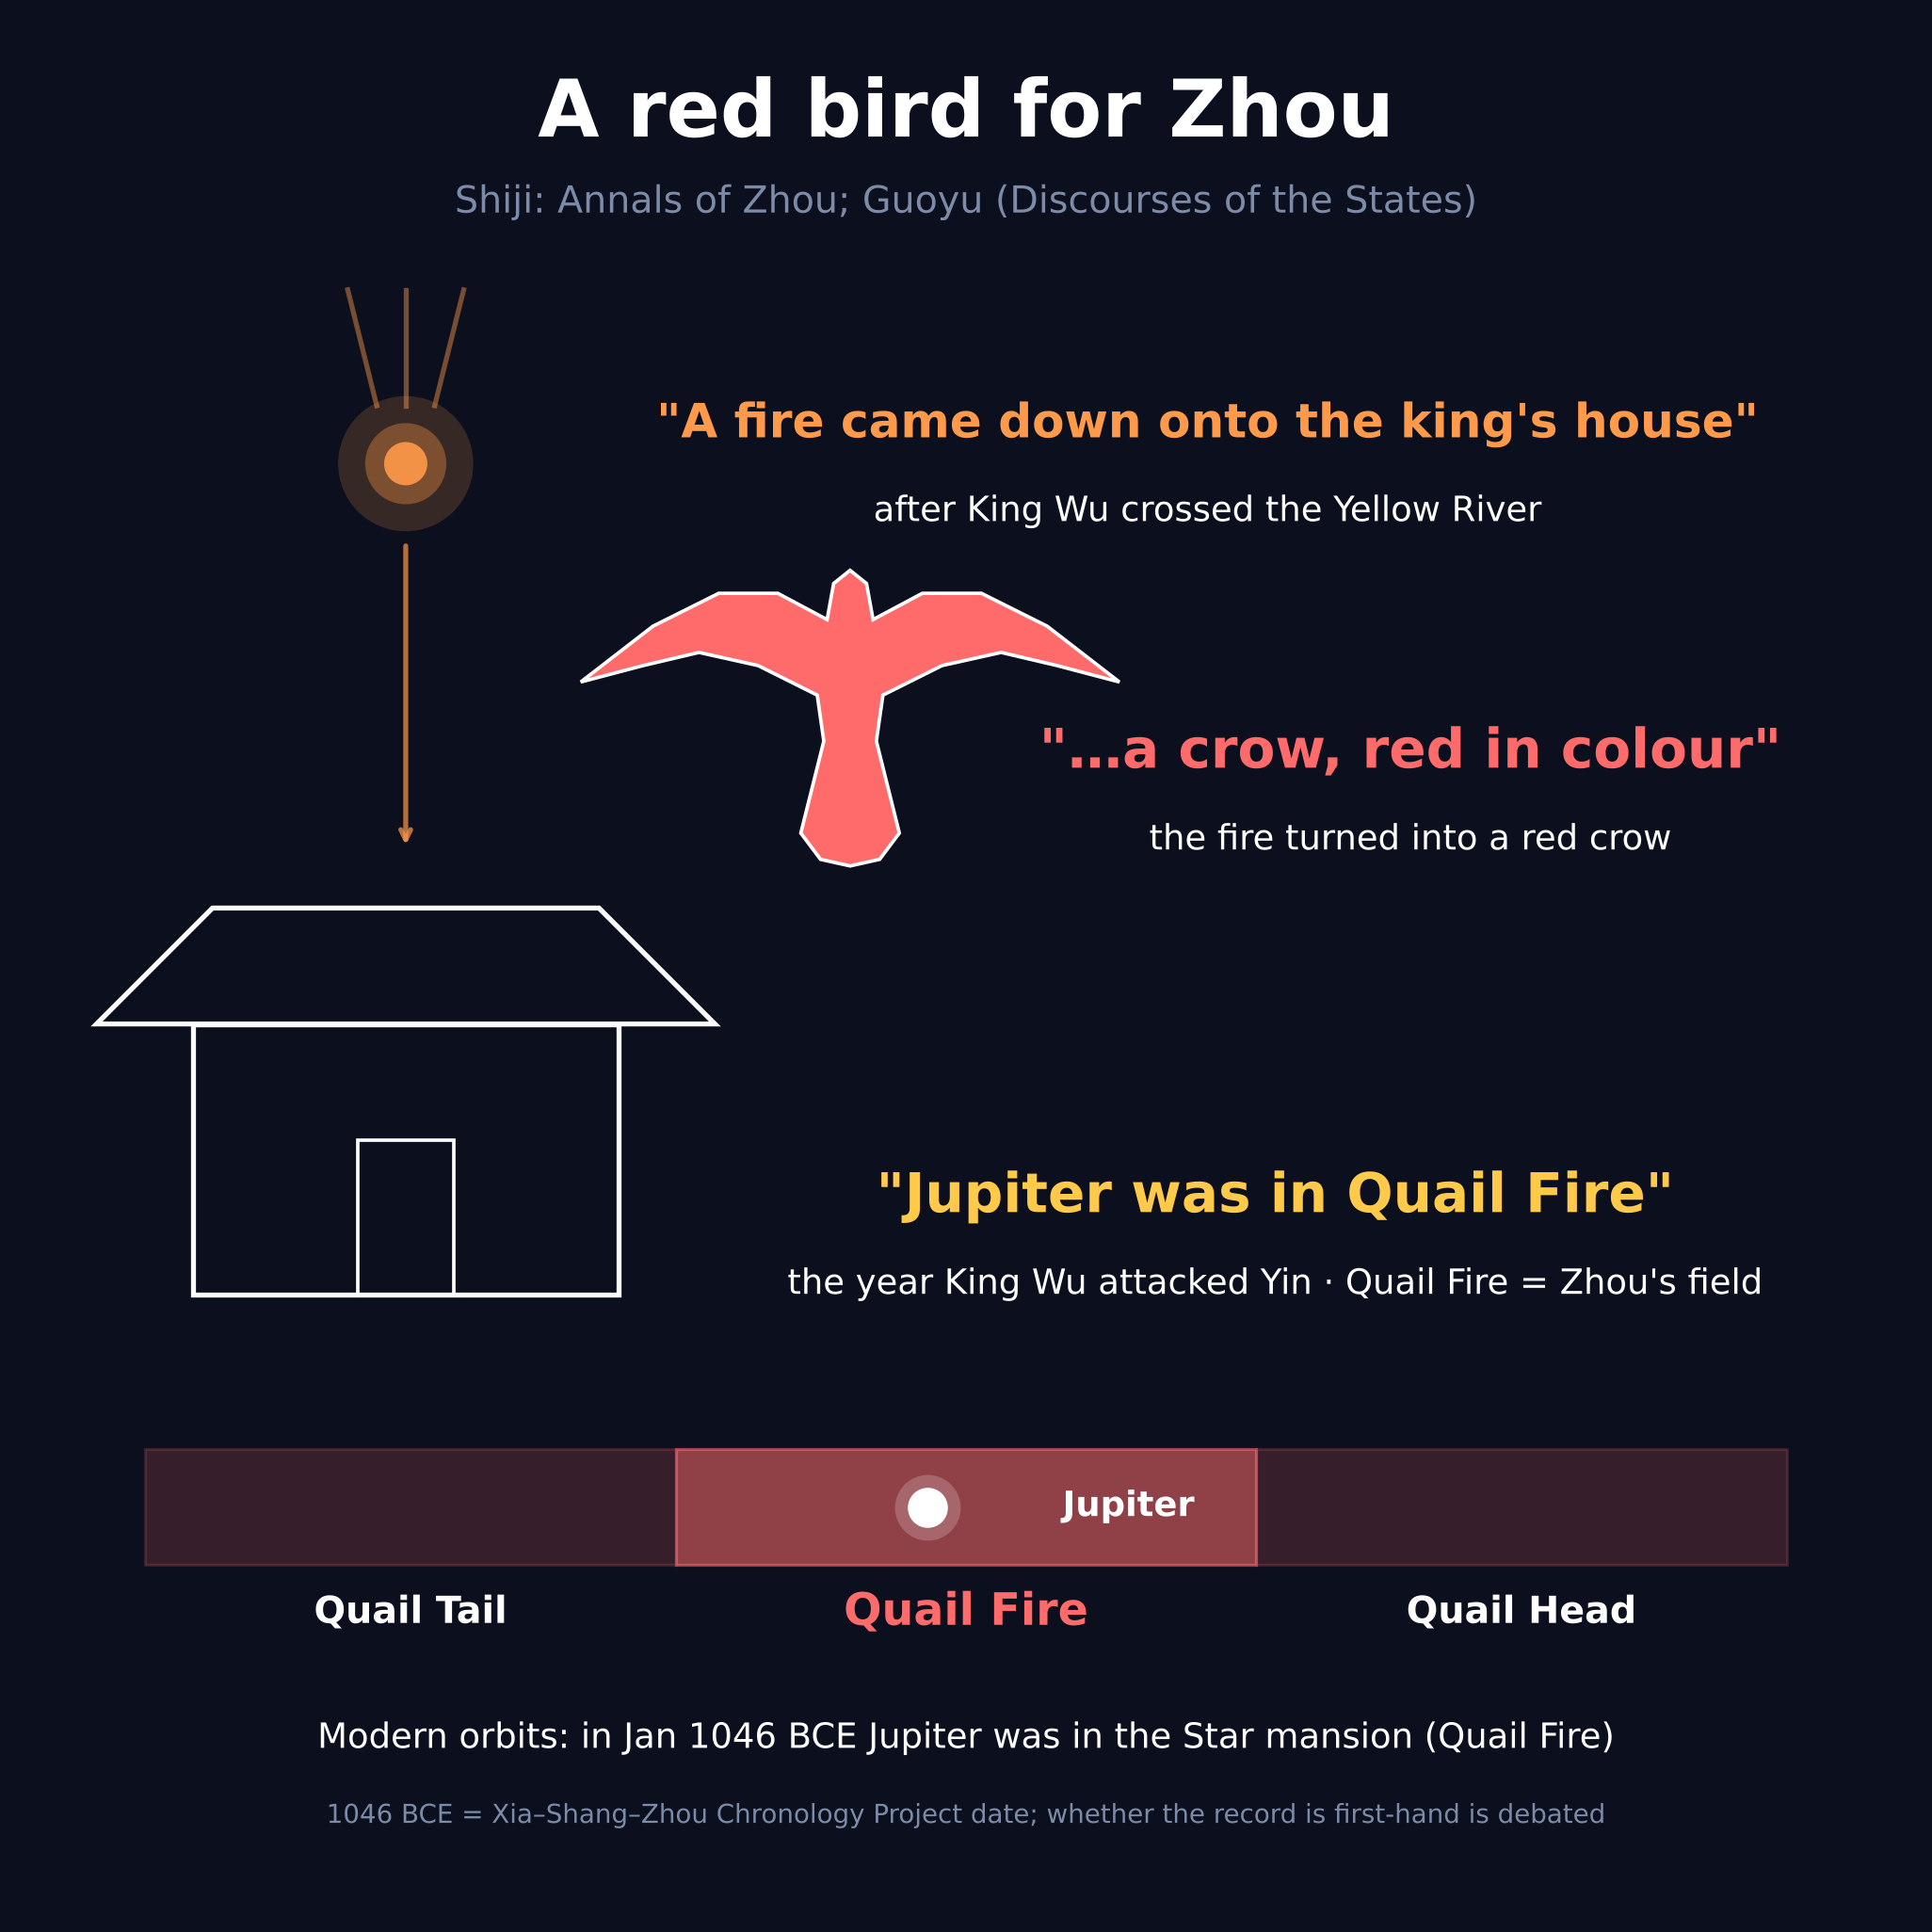 A red bird for Zhou
Shiji: Annals of Zhou; Guoyu (Discourses of the States)
"A fire came down onto the king's house"
after King Wu crossed the Yellow River
"…a crow, red in colour"
the fire turned into a red crow
"Jupiter was in Quail Fire"
the year King Wu attacked Yin · Quail Fire = Zhou's field
Jupiter
Quail Tail
Quail Fire
Quail Head
Modern orbits: in Jan 1046 BCE Jupiter was in the Star mansion (Quail Fire)
1046 BCE = Xia–Shang–Zhou Chronology Project date; whether the record is first-hand is debated